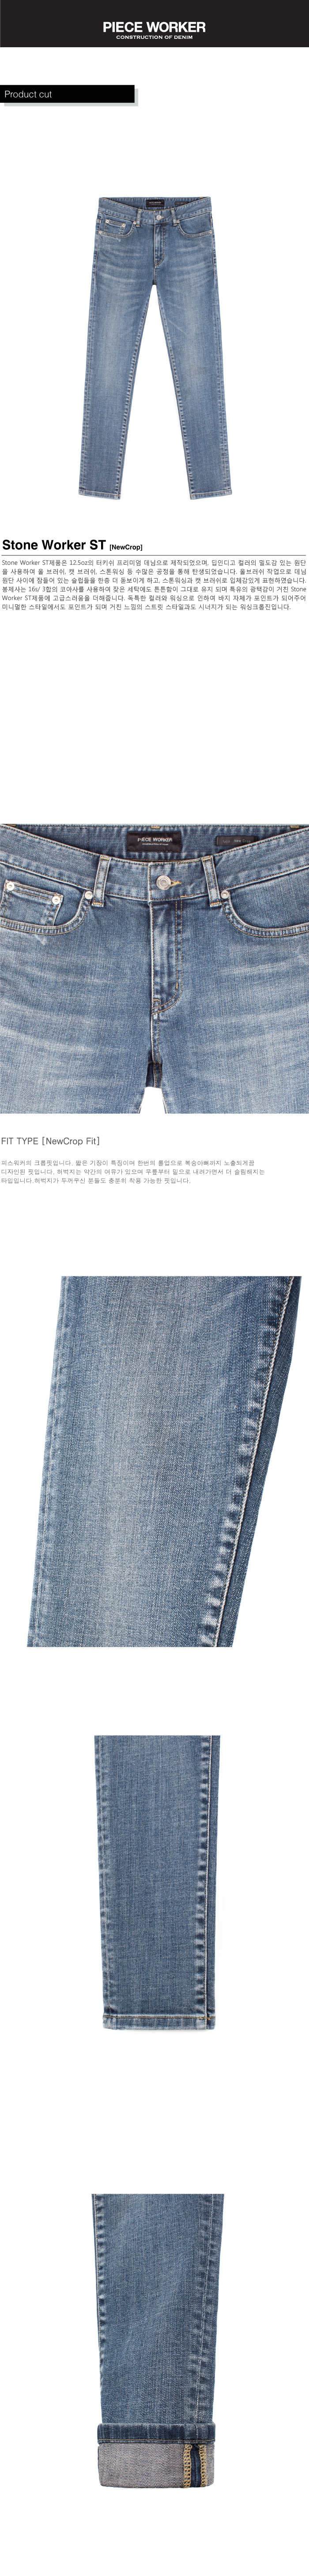 PIECE WORKER
CONSTRUCTION OF DENIM
Product cut
Stone Worker ST [NewCrop]
Stone Worker ST제품은 12.5oz의 터키쉬 프리미엄 데님으로 제작되었으며, 딥인디고 컬러의 밀도감 있는 원단
을 사용하여 올 브러쉬, 캣 브러쉬, 스톤워싱 등 수많은 공정을 통해 탄생되었습니다. 올브러쉬 작업으로 데님
원단 사이에 잠들어 있는 슬럽들을 한층 더 돋보이게 하고, 스톤워싱과 캣 브러쉬로 입체감있게 표현하였습니다.
봉제사는 16s/ 3합의 코아사를 사용하여 잦은 세탁에도 튼튼함이 그대로 유지 되며 특유의 광택감이 거친 Stone
Worker ST제품에 고급스러움을 더해줍니다. 독특한 컬러와 워싱으로 인하여 바지 자체가 포인트가 되어주어
미니멀한 스타일에서도 포인트가 되며 거친 느낌의 스트릿 스타일과도 시너지가 되는 워싱크롭진입니다.
PIECE WORKER
FIT TYPE [NewCrop Fit]
피스워커의 크롭핏입니다. 짧은 기장이 특징이며 한번의 롤업으로 복숭아뼈까지 노출되게끔
디자인된 핏입니다. 허벅지는 약간의 여유가 있으며 무릎부터 밑으로 내려가면서 더 슬림해지는
타입입니다.허벅지가 두꺼우신 분들도 충분히 착용 가능한 핏입니다.